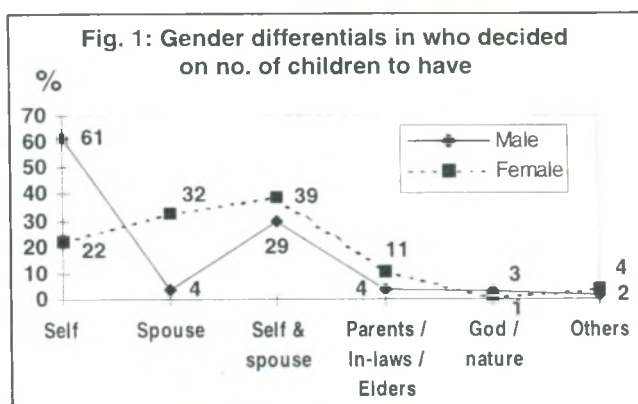 Fig. 1: Gender differentials in who decided
on no. of children to have
%
70
60
50
40
30
20
10
0
61
22
32
4
39
29
11
4
3
1
4
2
Male
Female
Self
Spouse
Self &
spouse
Parents /
In-laws /
Elders
God /
nature
Others